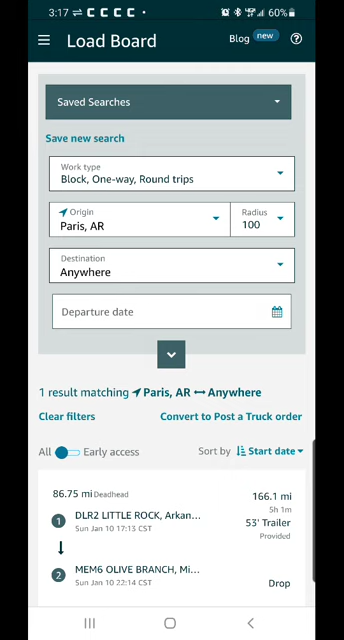 3:17 C C C C 60%
Load Board
Blog new ?
Saved Searches
Save new search
Work type
Block, One-way, Round trips
Origin Radius
Paris, AR 100
Destination
Anywhere
Departure date
1 result matching Paris, AR Anywhere
Clear filters Convert to Post a Truck order
All Early access Sort by Start date
86.75 mi Deadhead 166.1 mi
5h 1m
1 DLR2 LITTLE ROCK, Arkan... 53' Trailer
Sun Jan 10 17:13 CST Provided
2 MEM6 OLIVE BRANCH, Mi...
Sun Jan 10 22:14 CST Drop